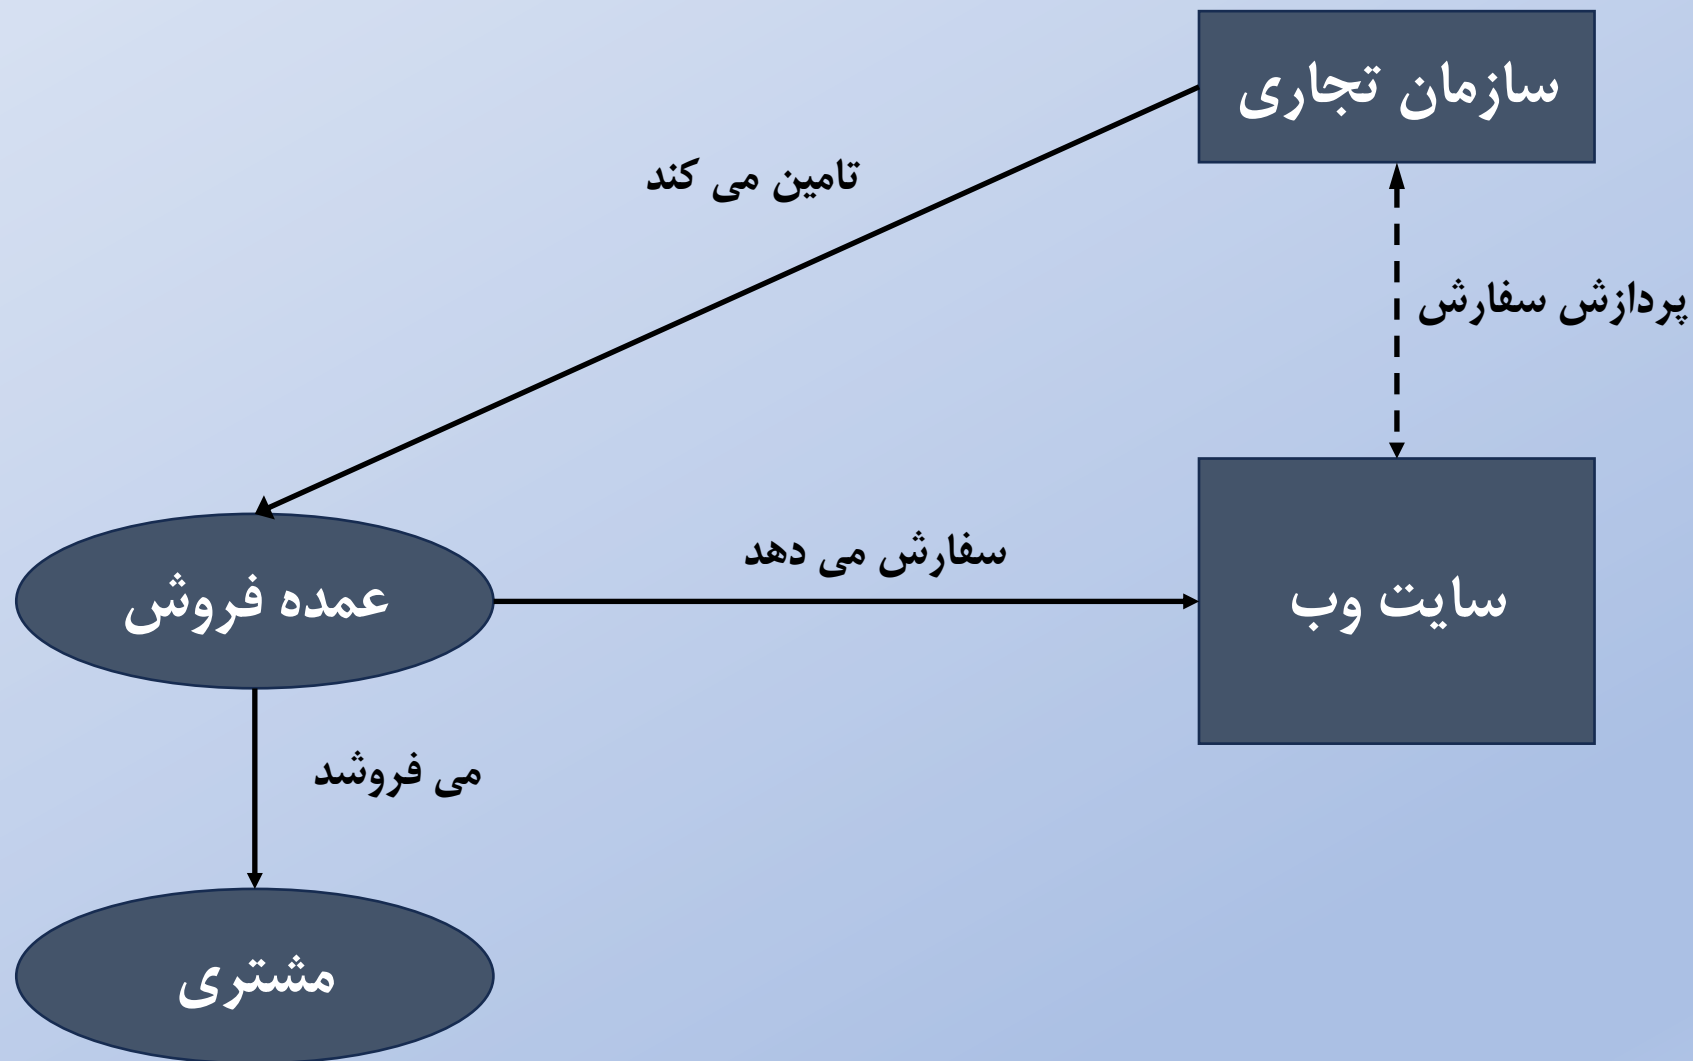 سازمان تجاری
تامین می کند
پردازش سفارش
سفارش می دهد
عمده فروش
سایت وب
می فروشد
مشتری